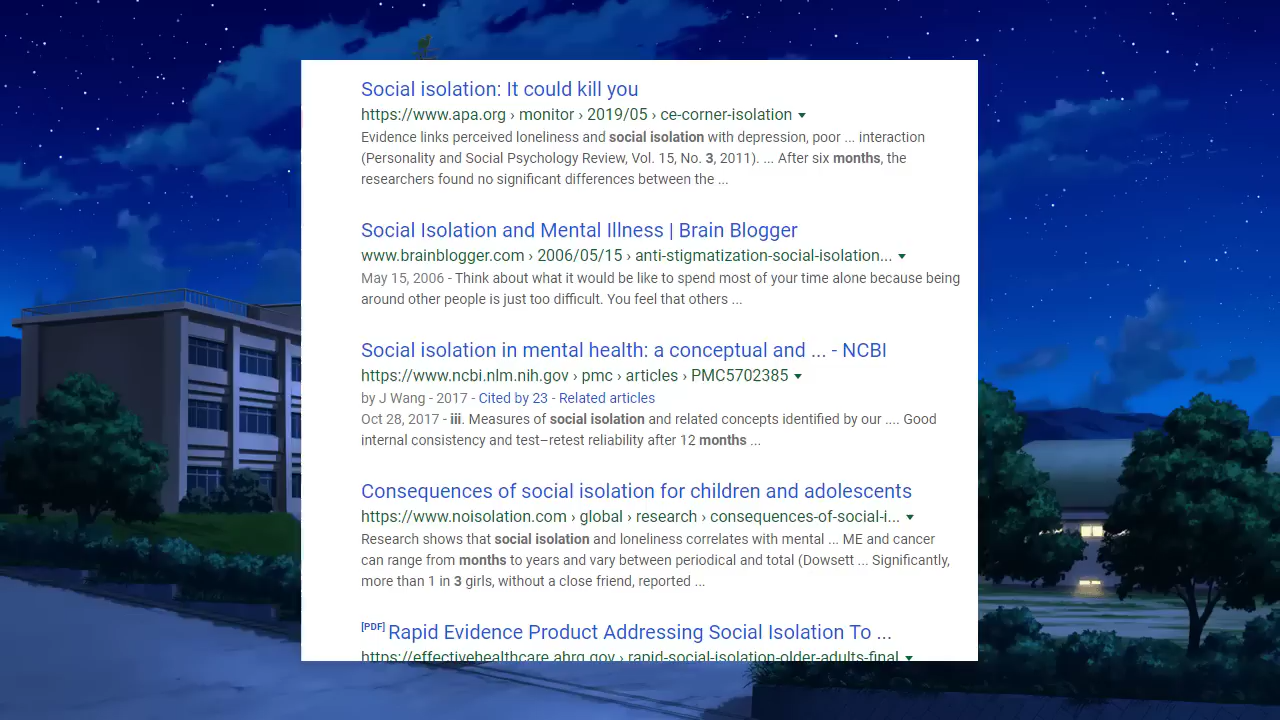 Social isolation: It could kill you
https://www.apa.org › monitor › 2019/05 › ce-corner-isolation
Evidence links perceived loneliness and social isolation with depression, poor ... interaction
(Personality and Social Psychology Review, Vol. 15, No. 3, 2011). ... After six months, the
researchers found no significant differences between the ...
Social Isolation and Mental Illness | Brain Blogger
www.brainblogger.com › 2006/05/15 › anti-stigmatization-social-isolation...
May 15, 2006 - Think about what it would be like to spend most of your time alone because being
around other people is just too difficult. You feel that others ...
Social isolation in mental health: a conceptual and ... - NCBI
https://www.ncbi.nlm.nih.gov › pmc › articles › PMC5702385
by J Wang - 2017 - Cited by 23 - Related articles
Oct 28, 2017 - iii. Measures of social isolation and related concepts identified by our .... Good
internal consistency and test–retest reliability after 12 months ...
Consequences of social isolation for children and adolescents
https://www.noisolation.com › global › research › consequences-of-social-i...
Research shows that social isolation and loneliness correlates with mental ... ME and cancer
can range from months to years and vary between periodical and total (Dowsett ... Significantly,
more than 1 in 3 girls, without a close friend, reported ...
[PDF] Rapid Evidence Product Addressing Social Isolation To ...
https://effectivehealthcare.ahrq.gov › rapid-social-isolation-older-adults-final